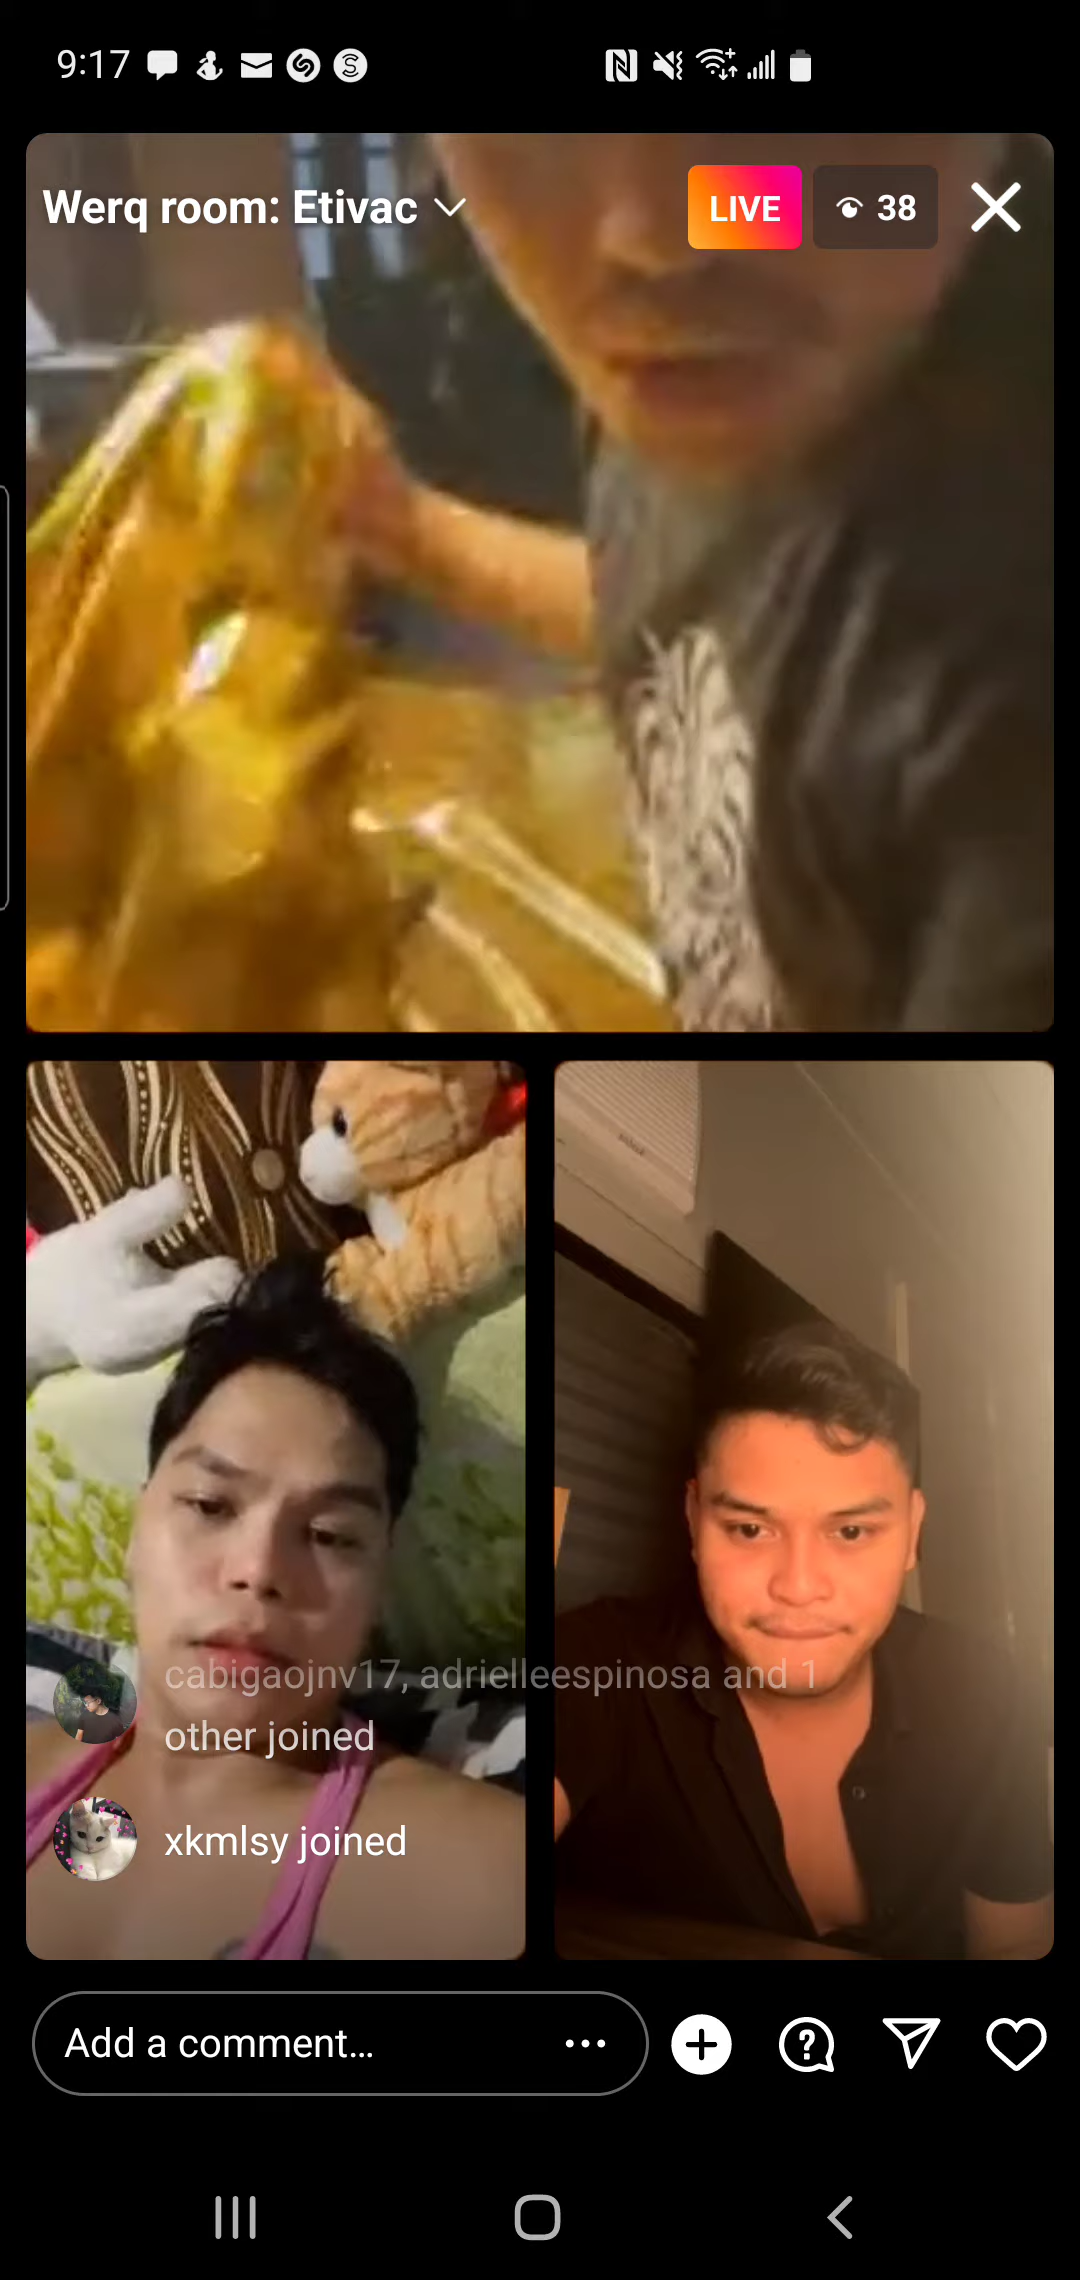 9:17
Werq room: Etivac
LIVE
38
cabigaojnv17, adrielleespinosa and 1
other joined
xkmlsy joined
Add a comment...